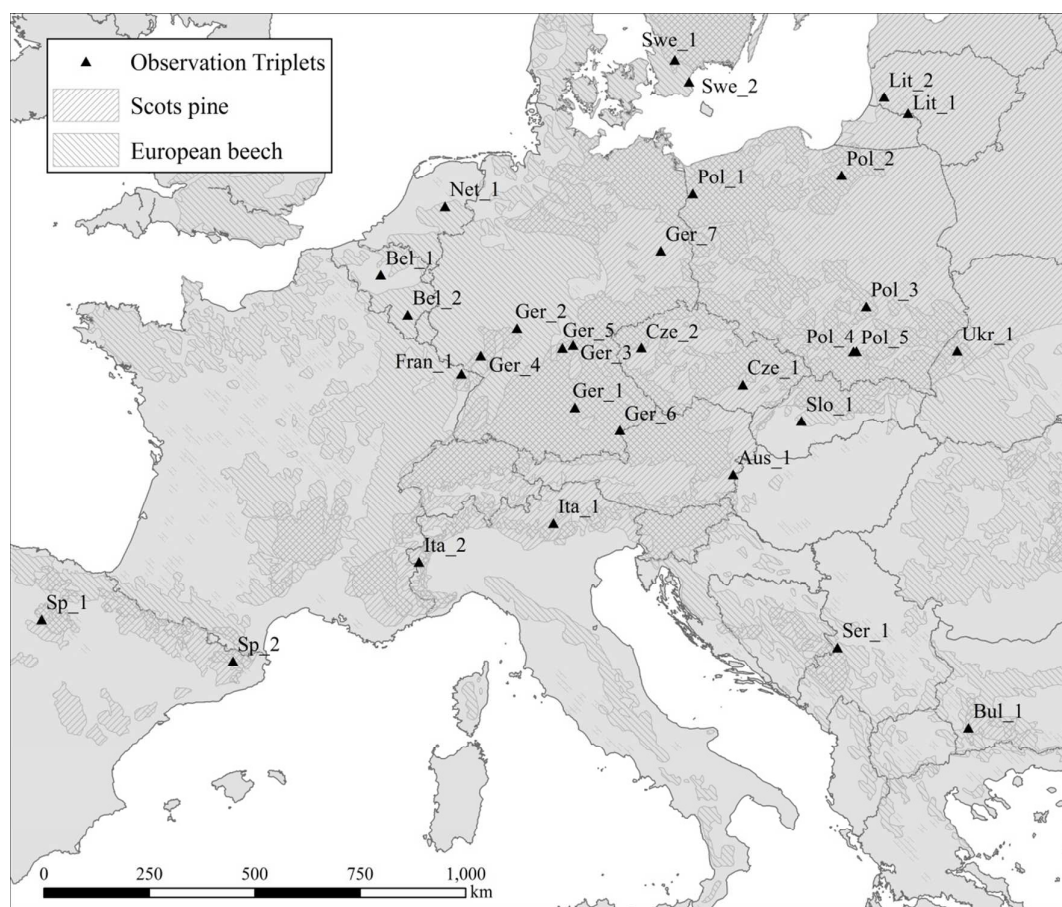 Observation Triplets
Scots pine
European beech
Swe_1
Swe_2
Lit_2
Lit_1
Pol_2
Pol_1
Net_1
Ger_7
Bel_1
Bel_2
Pol_3
Ger_2
Ger_5
Ger_3
Cze_2
Pol_4
Pol_5
Ukr_1
Fran_1
Ger_4
Cze_1
Ger_1
Ger_6
Slo_1
Aus_1
Ita_1
Ita_2
Sp_1
Sp_2
Ser_1
Bul_1
0 250 500 750 1,000
km